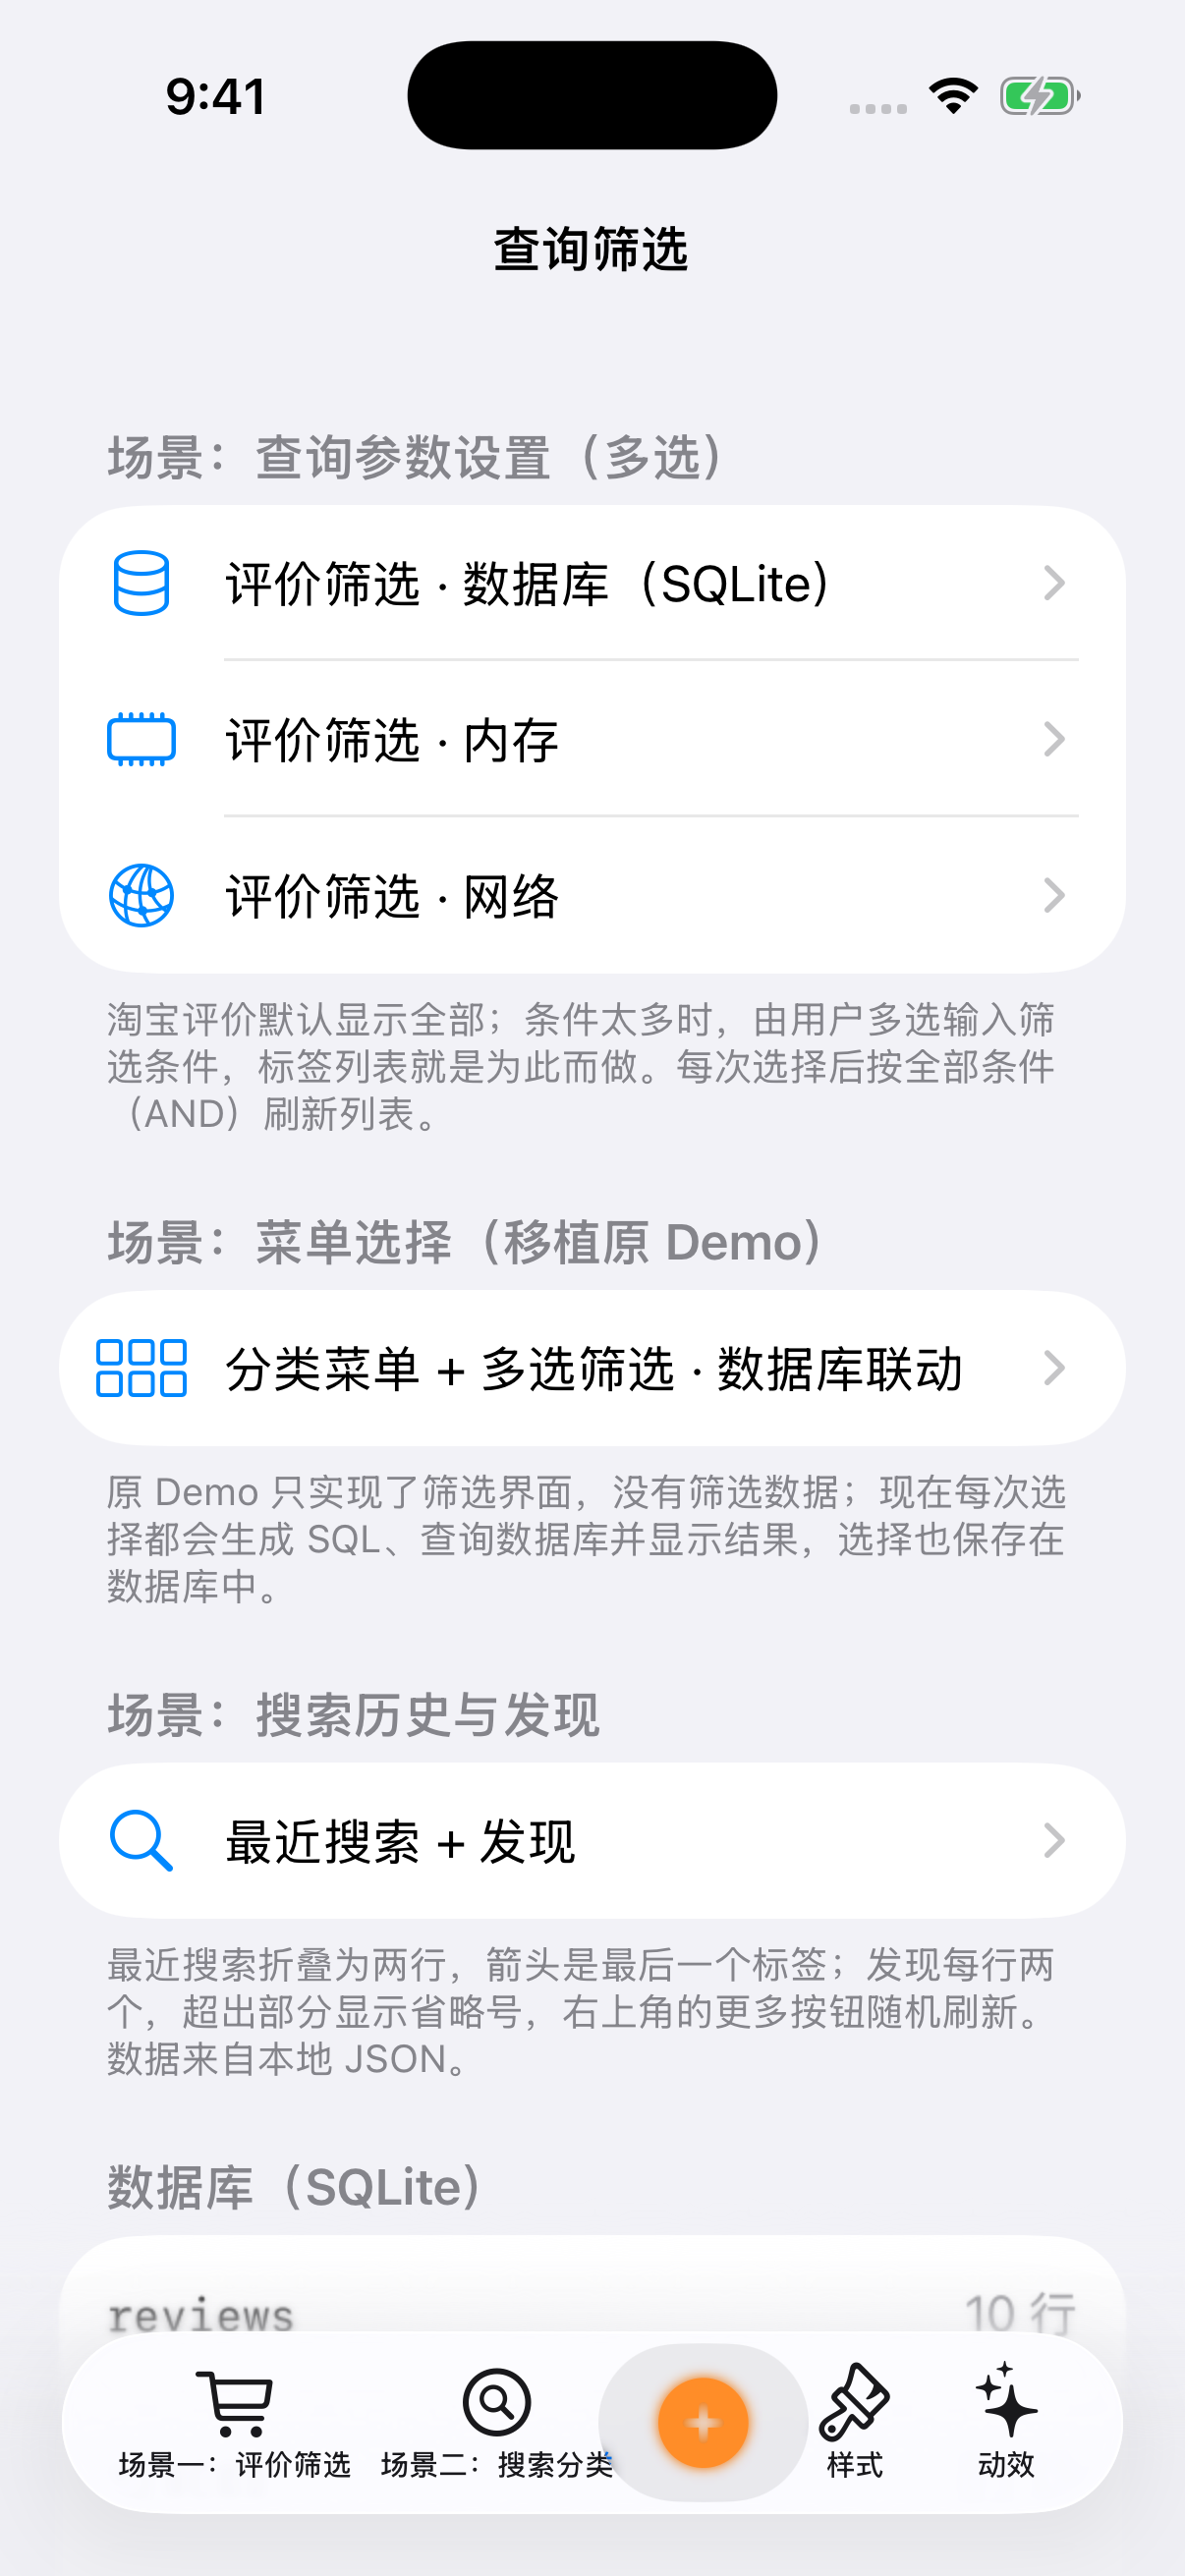 9:41
查询筛选
场景：查询参数设置（多选）
评价筛选 · 数据库（SQLite）
评价筛选 · 内存
评价筛选 · 网络
淘宝评价默认显示全部；条件太多时，由用户多选输入筛
选条件，标签列表就是为此而做。每次选择后按全部条件
（AND）刷新列表。
场景：菜单选择（移植原 Demo）
分类菜单 + 多选筛选 · 数据库联动
原 Demo 只实现了筛选界面，没有筛选数据；现在每次选
择都会生成 SQL、查询数据库并显示结果，选择也保存在
数据库中。
场景：搜索历史与发现
最近搜索 + 发现
最近搜索折叠为两行，箭头是最后一个标签；发现每行两
个，超出部分显示省略号，右上角的更多按钮随机刷新。
数据来自本地 JSON。
数据库（SQLite）
reviews 10 行
场景一：评价筛选 场景二：搜索分类 样式 动效